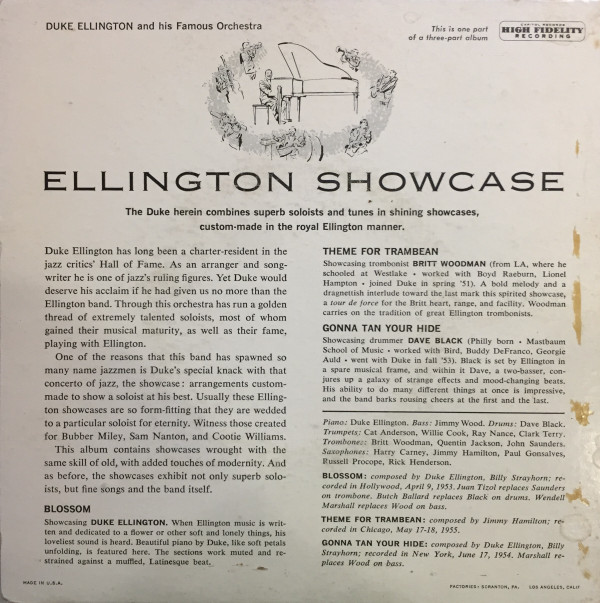 DUKE ELLINGTON and his Famous Orchestra
This is one part
of a three-part album
CAPITOL RECORDS
HIGH FIDELITY
RECORDING
ELLINGTON SHOWCASE
The Duke herein combines superb soloists and tunes in shining showcases,
custom-made in the royal Ellington manner.
Duke Ellington has long been a charter-resident in the
jazz critics' Hall of Fame. As an arranger and song-
writer he is one of jazz's ruling figures. Yet Duke would
deserve his acclaim if he had given us no more than the
Ellington band. Through this orchestra has run a golden
thread of extremely talented soloists, most of whom
gained their musical maturity, as well as their fame,
playing with Ellington.
One of the reasons that this band has spawned so
many name jazzmen is Duke's special knack with that
concerto of jazz, the showcase: arrangements custom-
made to show a soloist at his best. Usually these Elling-
ton showcases are so form-fitting that they are wedded
to a particular soloist for eternity. Witness those created
for Bubber Miley, Sam Nanton, and Cootie Williams.
This album contains showcases wrought with the
same skill of old, with added touches of modernity. And
as before, the showcases exhibit not only superb solo-
ists, but fine songs and the band itself.
BLOSSOM
Showcasing DUKE ELLINGTON. When Ellington music is writ-
ten and dedicated to a flower or other soft and lonely things, his
loveliest sound is heard. Beautiful piano by Duke, like soft petals
unfolding, is featured here. The sections work muted and re-
strained against a muffled, Latinesque beat.
THEME FOR TRAMBEAN
Showcasing trombonist BRITT WOODMAN (from LA, where he
schooled at Westlake • worked with Boyd Raeburn, Lionel
Hampton • joined Duke in spring '51). A bold melody and a
dragnettish interlude toward the last mark this spirited showcase,
a tour de force for the Britt heart, range, and facility. Woodman
carries on the tradition of great Ellington trombonists.
GONNA TAN YOUR HIDE
Showcasing drummer DAVE BLACK (Philly born • Mastbaum
School of Music • worked with Bird, Buddy DeFranco, Georgie
Auld • went with Duke in fall '53). Black is set by Ellington in
a spare musical frame, and within it Dave, a two-basser, con-
jures up a galaxy of strange effects and mood-changing beats.
His ability to do many different things at once is impressive,
and the band barks rousing cheers at the first and the last.
Piano: Duke Ellington. Bass: Jimmy Wood. Drums: Dave Black.
Trumpets: Cat Anderson, Willie Cook, Ray Nance, Clark Terry.
Trombones: Britt Woodman, Quentin Jackson, John Saunders.
Saxophones: Harry Carney, Jimmy Hamilton, Paul Gonsalves,
Russell Procope, Rick Henderson.
BLOSSOM: composed by Duke Ellington, Billy Strayhorn; re-
corded in Hollywood, April 9, 1953. Juan Tizol replaces Saunders
on trombone. Butch Ballard replaces Black on drums. Wendell
Marshall replaces Wood on bass.
THEME FOR TRAMBEAN: composed by Jimmy Hamilton; re-
corded in Chicago, May 17-18, 1955.
GONNA TAN YOUR HIDE: composed by Duke Ellington, Billy
Strayhorn; recorded in New York, June 17, 1954. Marshall re-
places Wood on bass.
MADE IN U.S.A.
FACTORIES: SCRANTON, PA. LOS ANGELES, CALIF